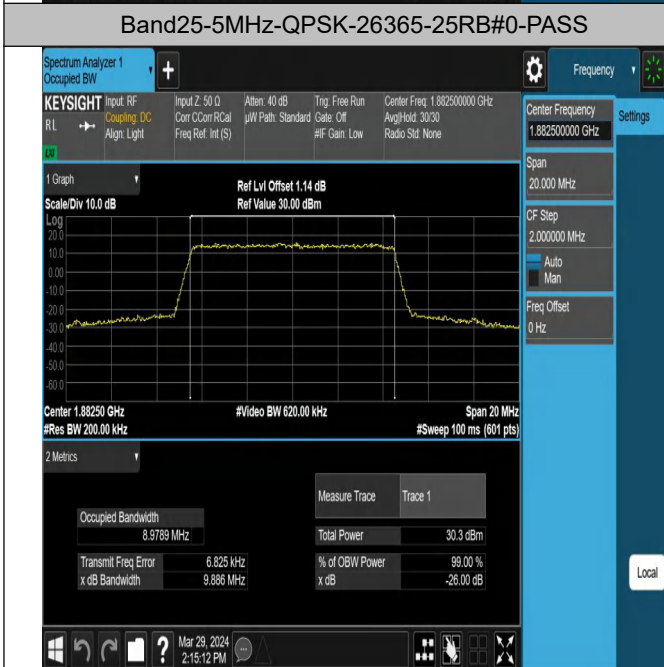 Band25-5MHz-QPSK-26365-25RB#0-PASS
Spectrum Analyzer 1
Occupied BW
+
Frequency
KEYSIGHT
RL
LXI
Input: RF
Coupling: DC
Align: Light
Input Z: 50 Ω
Corr CCorr RCal
Freq Ref: Int (S)
Atten: 40 dB
µW Path: Standard
Trig: Free Run
Gate: Off
#IF Gain: Low
Center Freq: 1.882500000 GHz
Avg|Hold: 30/30
Radio Std: None
Center Frequency
1.882500000 GHz
Settings
Span
20.000 MHz
CF Step
2.000000 MHz
Auto
Man
Freq Offset
0 Hz
Local
1 Graph
Scale/Div 10.0 dB
Ref Lvl Offset 1.14 dB
Ref Value 30.00 dBm
Log
20.0
10.0
0.00
-10.0
-20.0
-30.0
-40.0
-50.0
-60.0
Center 1.88250 GHz
#Res BW 200.00 kHz
#Video BW 620.00 kHz
Span 20 MHz
#Sweep 100 ms (601 pts)
2 Metrics
Measure Trace Trace 1
Occupied Bandwidth
8.9789 MHz
Total Power 30.3 dBm
Transmit Freq Error 6.825 kHz
% of OBW Power 99.00 %
x dB Bandwidth 9.886 MHz
x dB -26.00 dB
?
Mar 29, 2024
2:15:12 PM